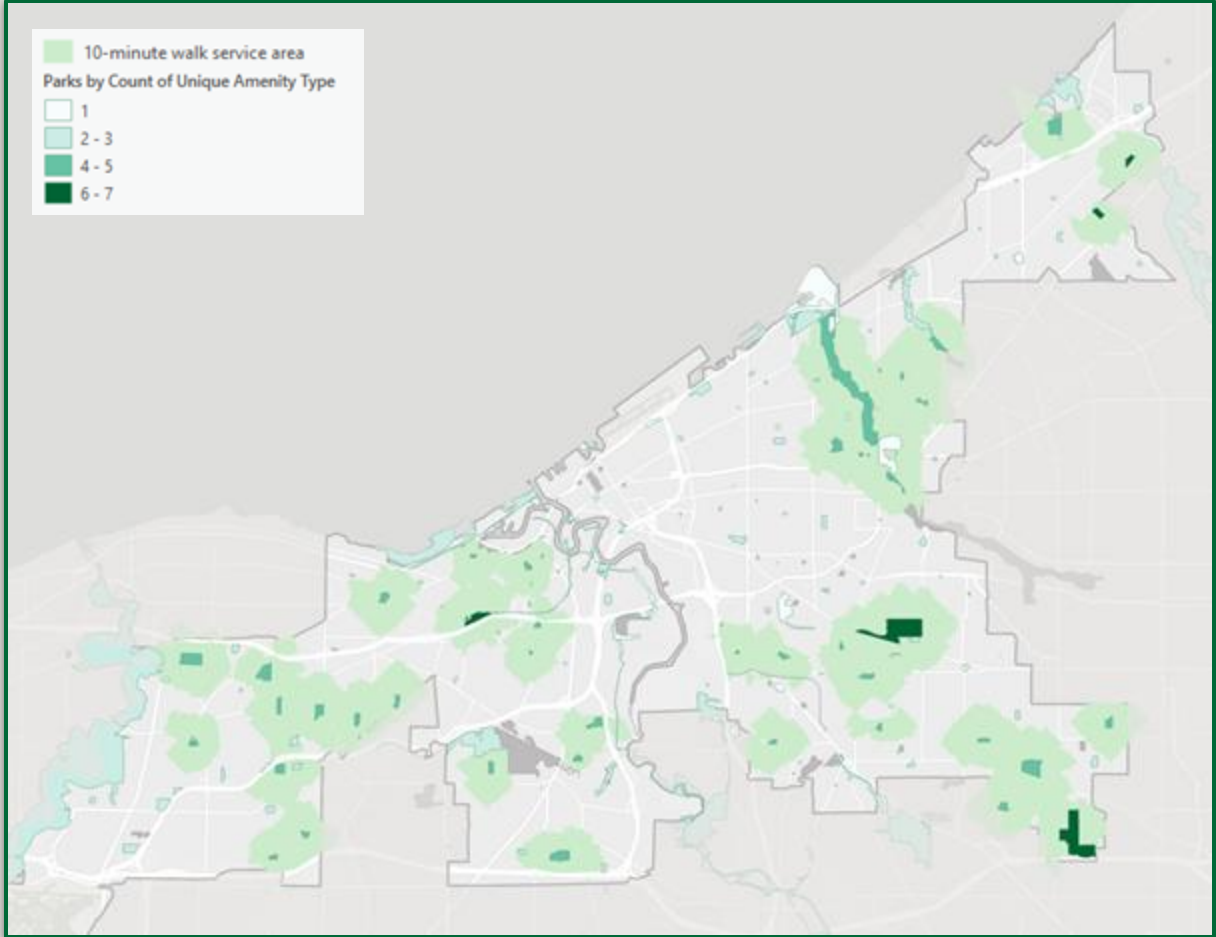 10-minute walk service area
Parks by Count of Unique Amenity Type
1
2 - 3
4 - 5
6 - 7